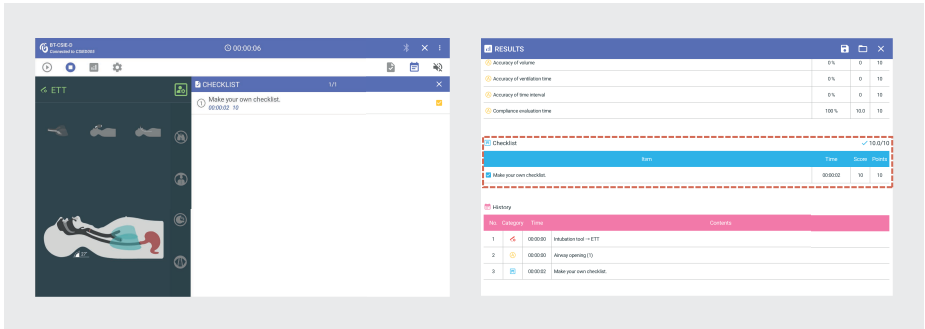 BT-CSIE-D
Connected to CSIED053
00:00:06
ETT
CHECKLIST 1/1
Make your own checklist.
00:00:02 10
RESULTS
Accuracy of volume 0 % 0 10
Accuracy of ventilation time 0 % 0 10
Accuracy of time interval 0 % 0 10
Compliance evaluation time 100 % 10.0 10
Checklist 10.0/10
Item Time Score Points
Make your own checklist. 00:00:02 10 10
History
No. Category Time Contents
1 00:00:00 Intubation tool → ETT
2 00:00:00 Airway opening (1)
3 00:00:02 Make your own checklist.